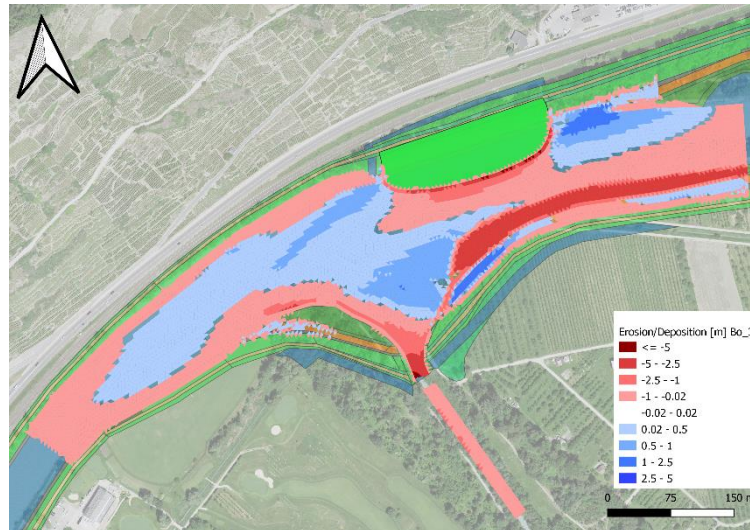 Erosion/Deposition [m] Bo_
<= -5
-5 - -2.5
-2.5 - -1
-1 - -0.02
-0.02 - 0.02
0.02 - 0.5
0.5 - 1
1 - 2.5
2.5 - 5
0 75 150 m